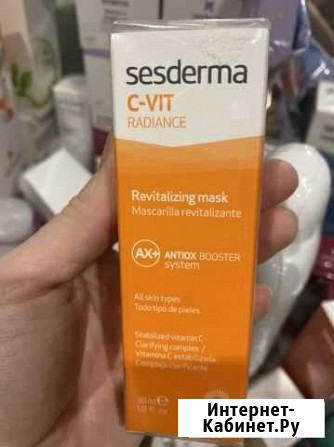 sesderma
C-VIT
RADIANCE
Revitalizing mask
Mascarilla revitalizante
AX+ ANTIOX BOOSTER
system
All skin types
Todo tipo de pieles
Stabilized vitamin C
Clarifying complex /
Vitamina C estabilizada
Complejo clarificante
Интернет-
Кабинет.Ру